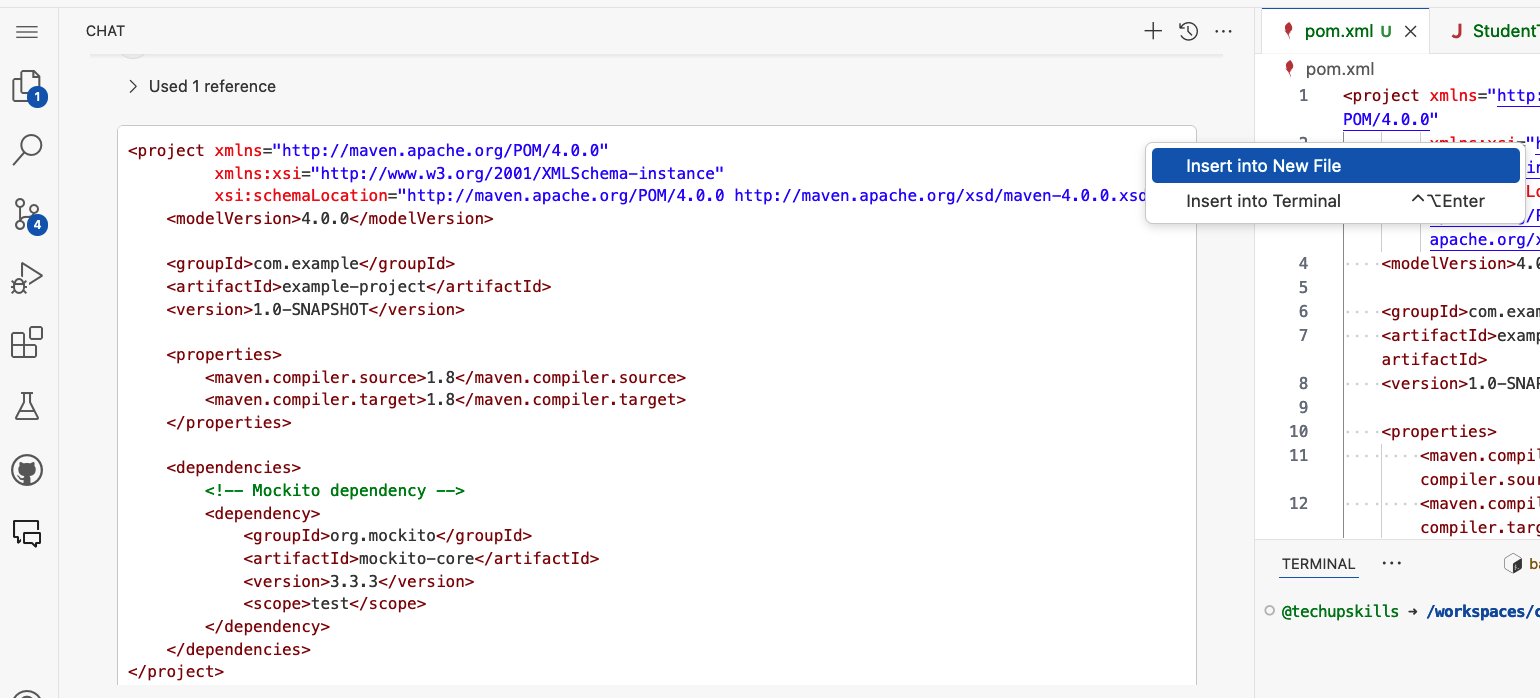 CHAT
Used 1 reference
<project xmlns="http://maven.apache.org/POM/4.0.0"
xmlns:xsi="http://www.w3.org/2001/XMLSchema-instance"
xsi:schemaLocation="http://maven.apache.org/POM/4.0.0 http://maven.apache.org/xsd/maven-4.0.0.xsd
<modelVersion>4.0.0</modelVersion>
<groupId>com.example</groupId>
<artifactId>example-project</artifactId>
<version>1.0-SNAPSHOT</version>
<properties>
<maven.compiler.source>1.8</maven.compiler.source>
<maven.compiler.target>1.8</maven.compiler.target>
</properties>
<dependencies>
<!-- Mockito dependency -->
<dependency>
<groupId>org.mockito</groupId>
<artifactId>mockito-core</artifactId>
<version>3.3.3</version>
<scope>test</scope>
</dependency>
</dependencies>
</project>
1
4
Insert into New File
Insert into Terminal ^⌥Enter
pom.xml U
J Student
pom.xml
1 <project xmlns="http:
POM/4.0.0"
apache.org/x
4 <modelVersion>4.0
5
6 <groupId>com.exam
7 <artifactId>examp
artifactId>
8 <version>1.0-SNAP
9
10 <properties>
11 <maven.compil
compiler.sour
12 <maven.compil
compiler.targ
TERMINAL
ba
@techupskills → /workspaces/c